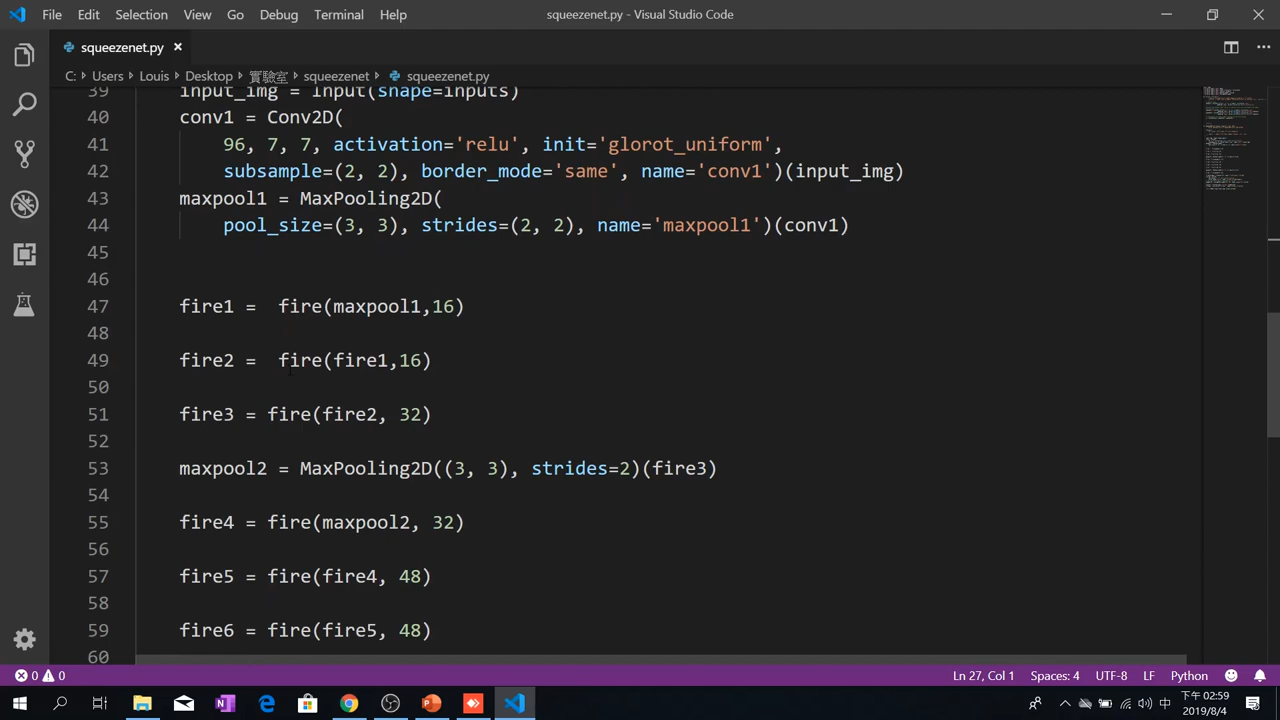 File Edit Selection View Go Debug Terminal Help squeezenet.py - Visual Studio Code
squeezenet.py
C: > Users > Louis > Desktop > 實驗室 > squeezenet > squeezenet.py
39 input_img = Input(shape=inputs)
40 conv1 = Conv2D(
41 96, 7, 7, activation='relu', init='glorot_uniform',
42 subsample=(2, 2), border_mode='same', name='conv1')(input_img)
43 maxpool1 = MaxPooling2D(
44 pool_size=(3, 3), strides=(2, 2), name='maxpool1')(conv1)
45
46
47 fire1 =  fire(maxpool1,16)
48
49 fire2 =  fire(fire1,16)
50
51 fire3 = fire(fire2, 32)
52
53 maxpool2 = MaxPooling2D((3, 3), strides=2)(fire3)
54
55 fire4 = fire(maxpool2, 32)
56
57 fire5 = fire(fire4, 48)
58
59 fire6 = fire(fire5, 48)
60
0 0 Ln 27, Col 1 Spaces: 4 UTF-8 LF Python
中 下午 02:59
2019/8/4